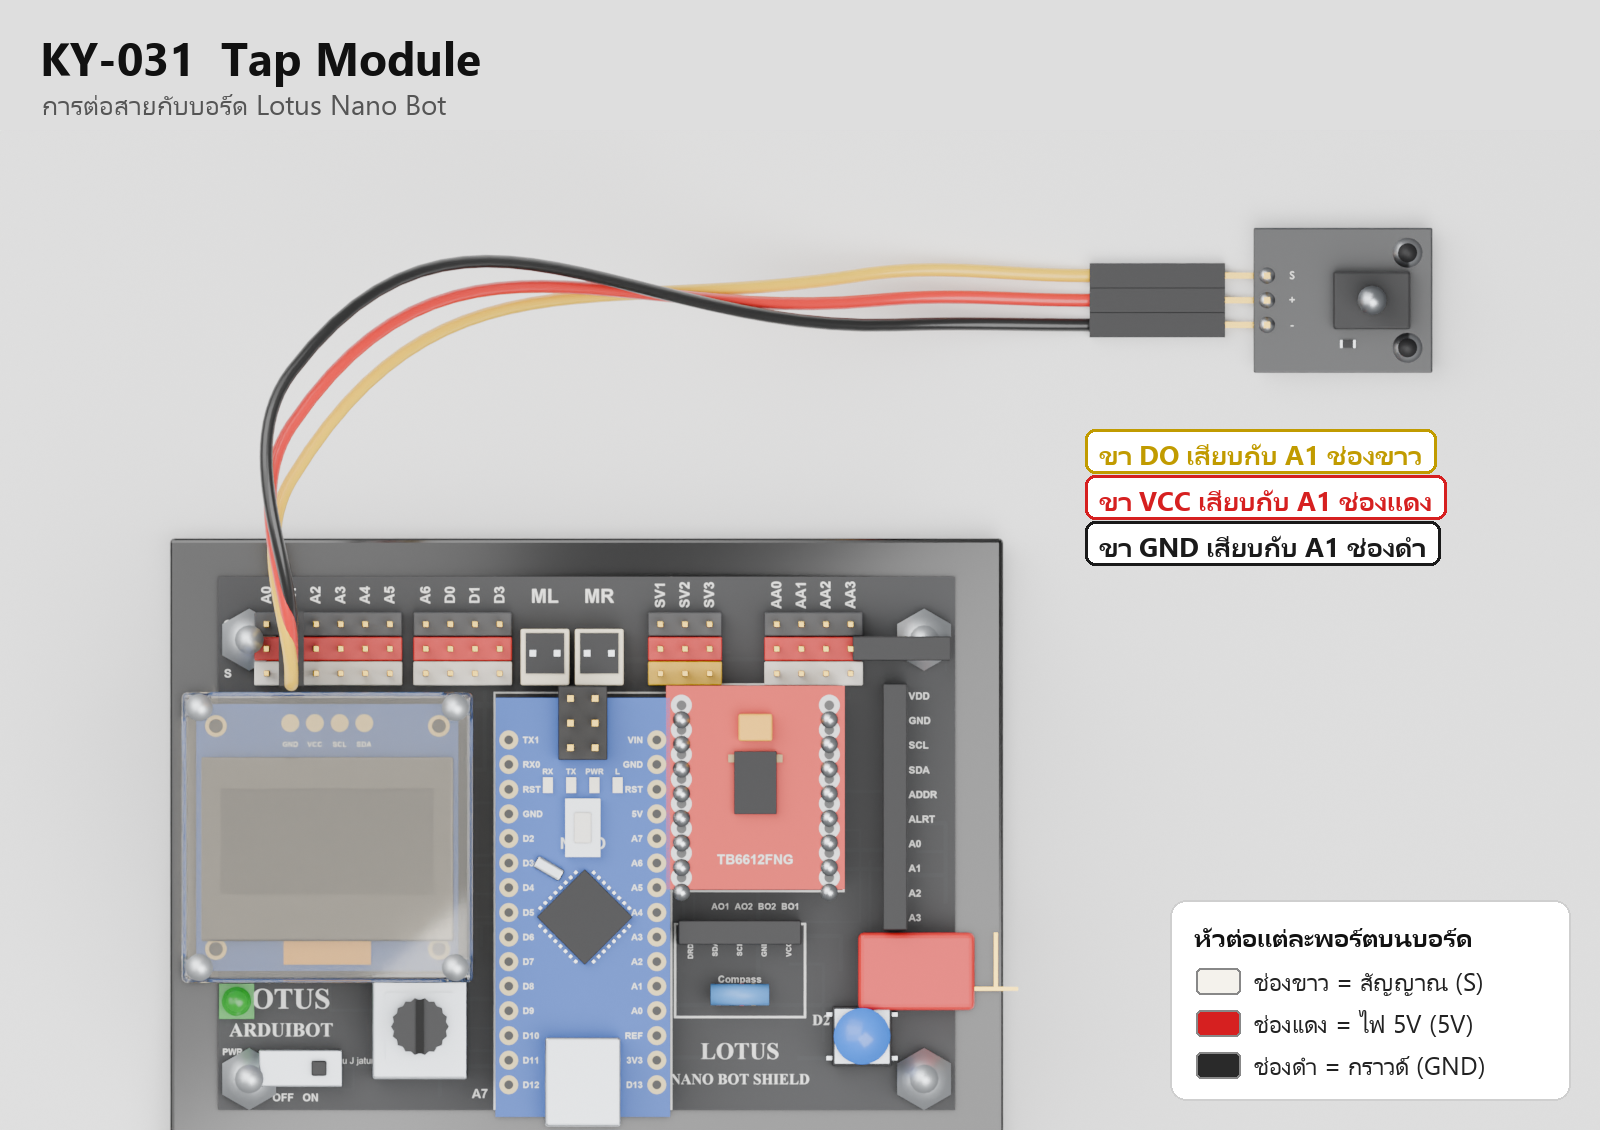 KY-031 Tap Module
การต่อสายกับบอร์ด Lotus Nano Bot
S
+
-
ขา DO เสียบกับ A1 ช่องขาว
ขา VCC เสียบกับ A1 ช่องแดง
ขา GND เสียบกับ A1 ช่องดำ
A0 A2 A3 A4 A5 A6 D0 D1 D3 ML MR SV1 SV2 SV3 AA0 AA1 AA2 AA3
S
GND VCC SCL SDA
TX1
RX0
RST
GND
D2
D3
D4
D5
D6
D7
D8
D9
D10
D11
D12
RX TX PWR L
VIN
GND
RST
5V
A7
A6
A5
A4
A3
A2
A1
A0
REF
3V3
D13
TB6612FNG
AO1 AO2 BO2 BO1
Compass
VDD
GND
SCL
SDA
ADDR
ALRT
A0
A1
A2
A3
D2
LOTUS
NANO BOT SHIELD
OTUS
ARDUIBOT
PWR
OFF ON
A7
หัวต่อแต่ละพอร์ตบนบอร์ด
ช่องขาว = สัญญาณ (S)
ช่องแดง = ไฟ 5V (5V)
ช่องดำ = กราวด์ (GND)